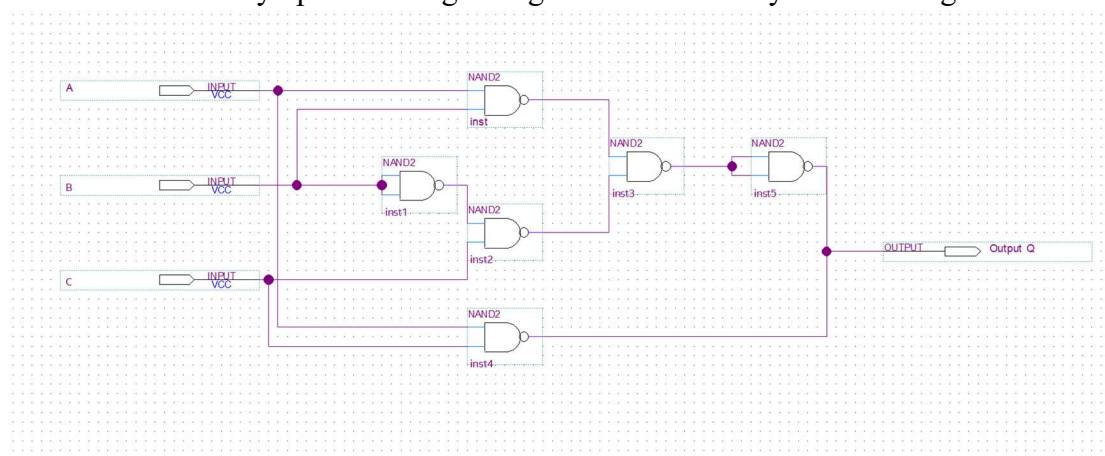 NAND2
A
INPUT
VCC
inst
NAND2
NAND2
NAND2
B
INPUT
VCC
inst1
inst3
inst5
NAND2
OUTPUT
Output Q
inst2
C
INPUT
VCC
NAND2
inst4